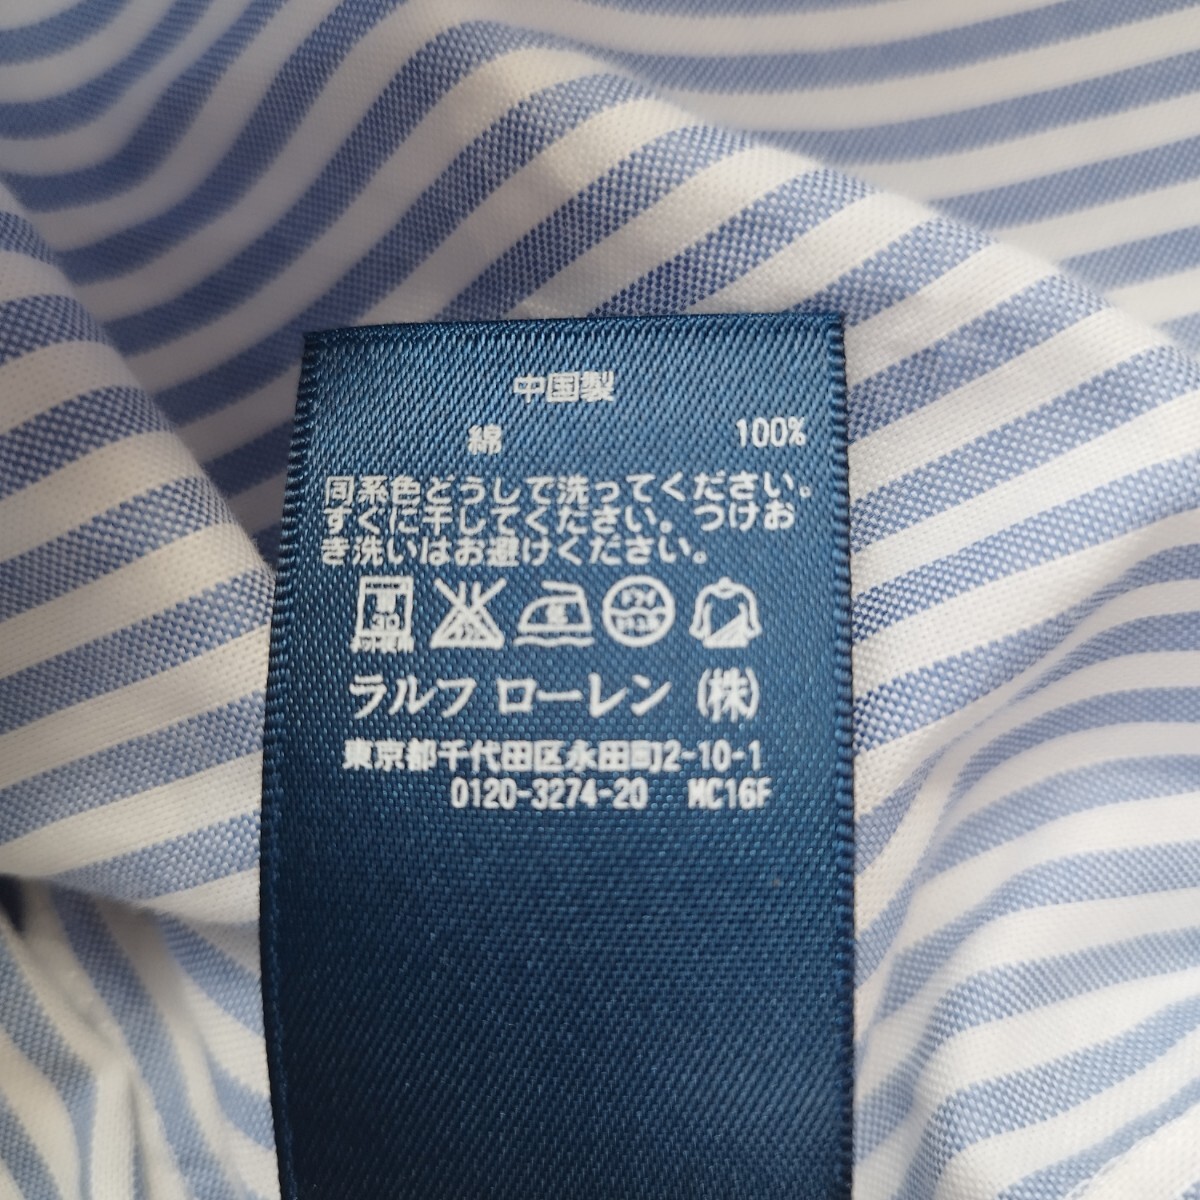 中国製
綿 100%
同系色どうしで洗ってください。
すぐに干してください。つけお
き洗いはお避けください。
30
ラルフ ローレン (株)
東京都千代田区永田町2-10-1
0120-3274-20 MC16F